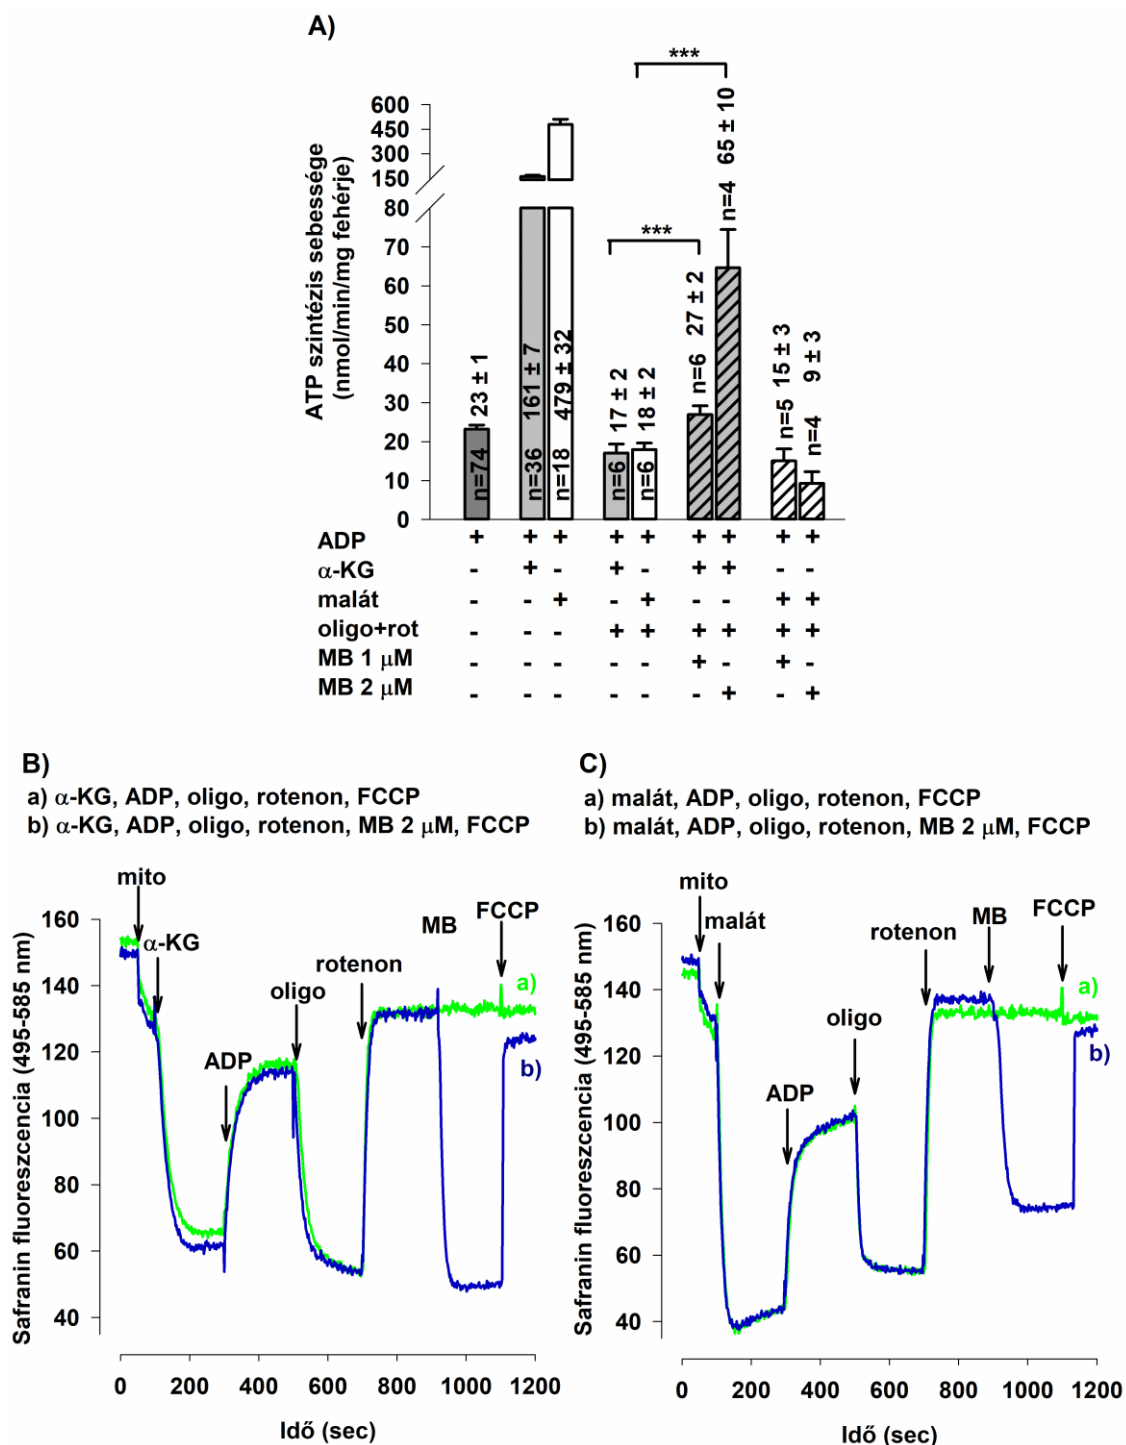 A)
ATP szintézis sebessége
(nmol/min/mg fehérje)
600
450
300
150
80
70
60
50
40
30
20
10
0
***
***
n=74 23 ± 1
n=36 161 ± 7
n=18 479 ± 32
n=6 17 ± 2
n=6 18 ± 2
n=6 27 ± 2
n=4 65 ± 10
n=5 15 ± 3
n=4 9 ± 3
ADP + + + + + + + + +
α-KG - + - + - + + - -
malát - - + - + - - + +
oligo+rot - - - + + + + + +
MB 1 μM - - - - - + - + -
MB 2 μM - - - - - - + - +
B)
a) α-KG, ADP, oligo, rotenon, FCCP
b) α-KG, ADP, oligo, rotenon, MB 2 μM, FCCP
Safranin fluoreszcencia (495-585 nm)
160
140
120
100
80
60
40
mito
α-KG
ADP
oligo
rotenon
MB
FCCP
a)
b)
0 200 400 600 800 1000 1200
Idő (sec)
C)
a) malát, ADP, oligo, rotenon, FCCP
b) malát, ADP, oligo, rotenon, MB 2 μM, FCCP
Safranin fluoreszcencia (495-585 nm)
160
140
120
100
80
60
40
mito
malát
ADP
oligo
rotenon
MB
FCCP
a)
b)
0 200 400 600 800 1000 1200
Idő (sec)